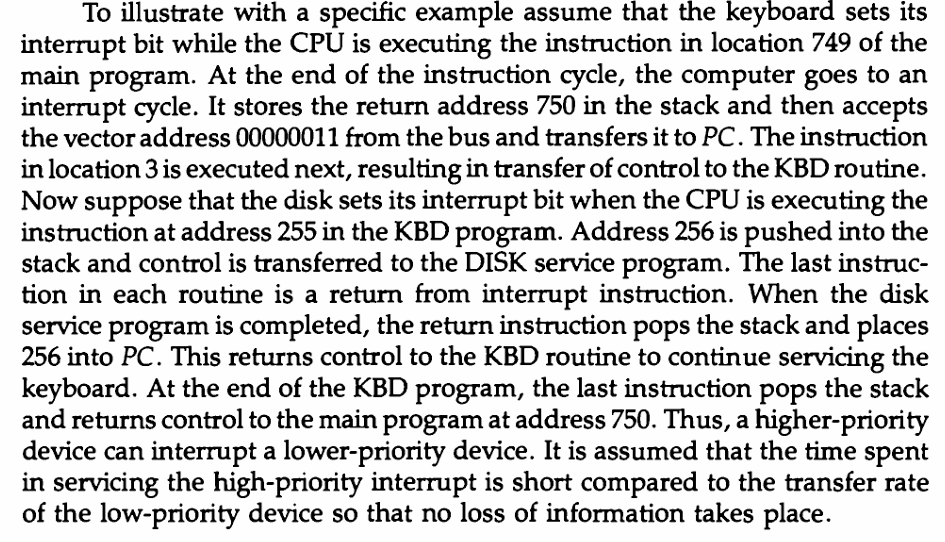 To illustrate with a specific example assume that the keyboard sets its
interrupt bit while the CPU is executing the instruction in location 749 of the
main program. At the end of the instruction cycle, the computer goes to an
interrupt cycle. It stores the return address 750 in the stack and then accepts
the vector address 00000011 from the bus and transfers it to PC. The instruction
in location 3 is executed next, resulting in transfer of control to the KBD routine.
Now suppose that the disk sets its interrupt bit when the CPU is executing the
instruction at address 255 in the KBD program. Address 256 is pushed into the
stack and control is transferred to the DISK service program. The last instruc-
tion in each routine is a return from interrupt instruction. When the disk
service program is completed, the return instruction pops the stack and places
256 into PC. This returns control to the KBD routine to continue servicing the
keyboard. At the end of the KBD program, the last instruction pops the stack
and returns control to the main program at address 750. Thus, a higher-priority
device can interrupt a lower-priority device. It is assumed that the time spent
in servicing the high-priority interrupt is short compared to the transfer rate
of the low-priority device so that no loss of information takes place.